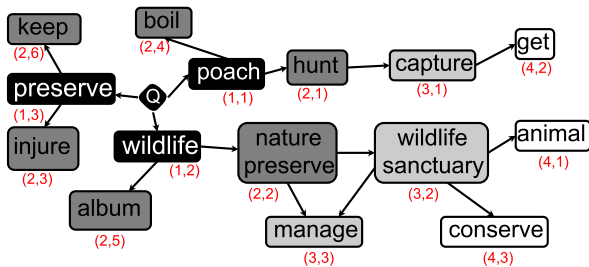 keep
(2,6)
boil
(2,4)
get
(4,2)
preserve
(1,3)
Q
poach
(1,1)
hunt
(2,1)
capture
(3,1)
injure
(2,3)
wildlife
(1,2)
nature
preserve
(2,2)
wildlife
sanctuary
(3,2)
animal
(4,1)
album
(2,5)
manage
(3,3)
conserve
(4,3)